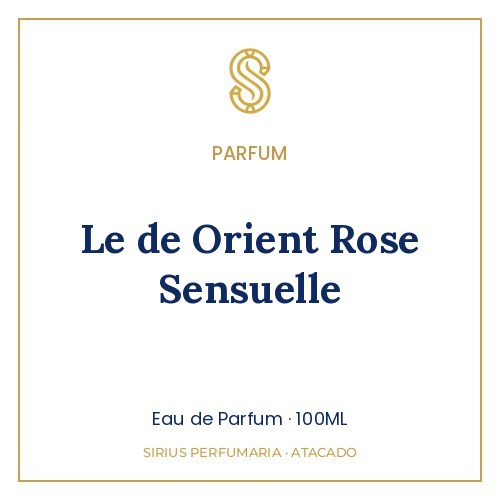 PARFUM
Le de Orient Rose
Sensuelle
Eau de Parfum · 100ML
SIRIUS PERFUMARIA · ATACADO